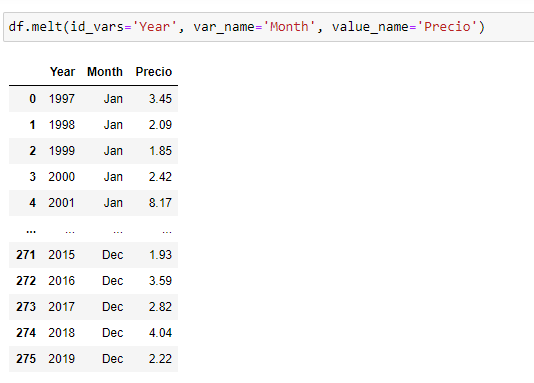 df.melt(id_vars='Year', var_name='Month', value_name='Precio')
Year Month Precio
0 1997 Jan 3.45
1 1998 Jan 2.09
2 1999 Jan 1.85
3 2000 Jan 2.42
4 2001 Jan 8.17
... ... ... ...
271 2015 Dec 1.93
272 2016 Dec 3.59
273 2017 Dec 2.82
274 2018 Dec 4.04
275 2019 Dec 2.22